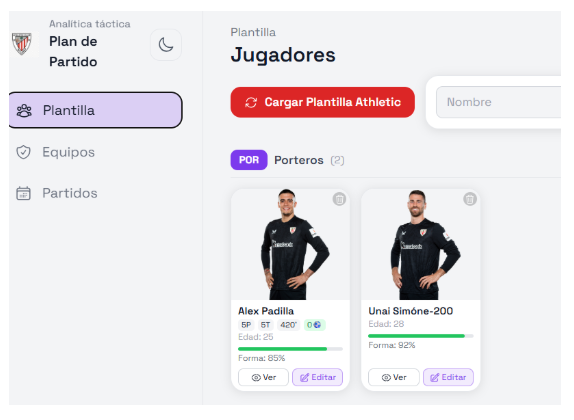 Analítica táctica
Plan de
Partido
Plantilla
Equipos
Partidos
Plantilla
Jugadores
Cargar Plantilla Athletic
Nombre
POR Porteros (2)
Alex Padilla
5P 5T 420' 0
Edad: 25
Forma: 85%
Ver Editar
Unai Simóne-200
Edad: 28
Forma: 92%
Ver Editar